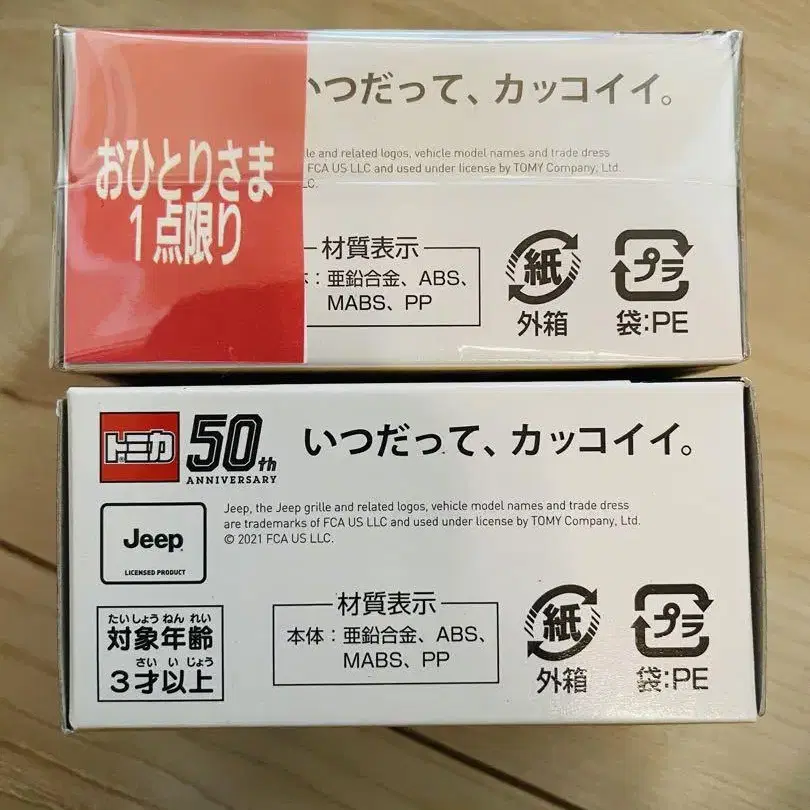 いつだって、カッコイイ。
おひとりさま
1点限り
le and related logos, vehicle model names and trade dress
FCA US LLC and used under license by TOMY Company, Ltd.
LC.
材質表示
：亜鉛合金、ABS、
MABS、PP
紙
外箱
プラ
袋:PE
トミカ
50th
ANNIVERSARY
いつだって、カッコイイ。
Jeep
LICENSED PRODUCT
Jeep, the Jeep grille and related logos, vehicle model names and trade dress
are trademarks of FCA US LLC and used under license by TOMY Company, Ltd.
© 2021 FCA US LLC.
たいしょうねんれい
対象年齢
さいいじょう
3才以上
材質表示
本体：亜鉛合金、ABS、
MABS、PP
紙
外箱
プラ
袋:PE